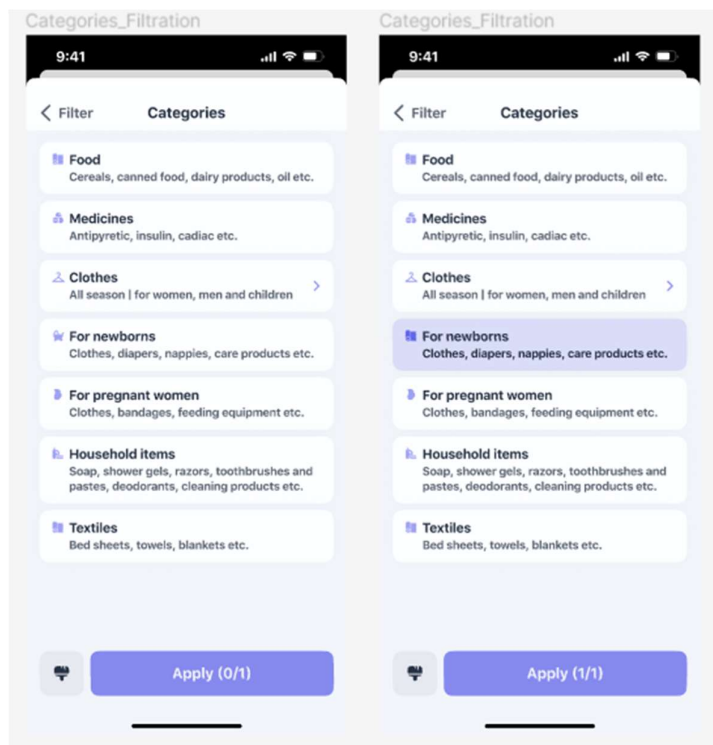 Categories_Filtration
9:41
Filter
Categories
Food
Cereals, canned food, dairy products, oil etc.
Medicines
Antipyretic, insulin, cadiac etc.
Clothes
All season | for women, men and children
For newborns
Clothes, diapers, nappies, care products etc.
For pregnant women
Clothes, bandages, feeding equipment etc.
Household items
Soap, shower gels, razors, toothbrushes and
pastes, deodorants, cleaning products etc.
Textiles
Bed sheets, towels, blankets etc.
Apply (0/1)
Categories_Filtration
9:41
Filter
Categories
Food
Cereals, canned food, dairy products, oil etc.
Medicines
Antipyretic, insulin, cadiac etc.
Clothes
All season | for women, men and children
For newborns
Clothes, diapers, nappies, care products etc.
For pregnant women
Clothes, bandages, feeding equipment etc.
Household items
Soap, shower gels, razors, toothbrushes and
pastes, deodorants, cleaning products etc.
Textiles
Bed sheets, towels, blankets etc.
Apply (1/1)